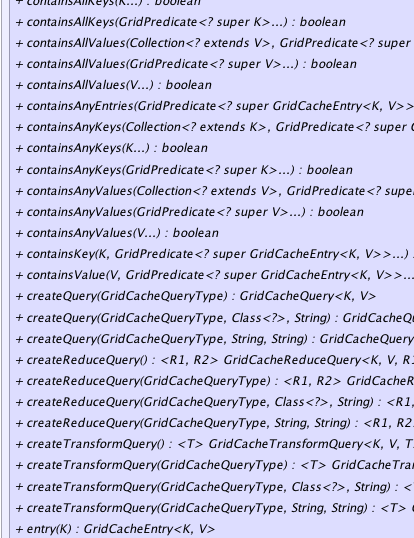 + containsAllKeys(K...) : boolean
+ containsAllKeys(GridPredicate<? super K>...) : boolean
+ containsAllValues(Collection<? extends V>, GridPredicate<? super
+ containsAllValues(GridPredicate<? super V>...) : boolean
+ containsAllValues(V...) : boolean
+ containsAnyEntries(GridPredicate<? super GridCacheEntry<K, V>>
+ containsAnyKeys(Collection<? extends K>, GridPredicate<? super
+ containsAnyKeys(K...) : boolean
+ containsAnyKeys(GridPredicate<? super K>...) : boolean
+ containsAnyValues(Collection<? extends V>, GridPredicate<? supe
+ containsAnyValues(GridPredicate<? super V>...) : boolean
+ containsAnyValues(V...) : boolean
+ containsKey(K, GridPredicate<? super GridCacheEntry<K, V>>...) :
+ containsValue(V, GridPredicate<? super GridCacheEntry<K, V>>...
+ createQuery(GridCacheQueryType) : GridCacheQuery<K, V>
+ createQuery(GridCacheQueryType, Class<?>, String) : GridCacheQu
+ createQuery(GridCacheQueryType, String, String) : GridCacheQuery
+ createReduceQuery() : <R1, R2> GridCacheReduceQuery<K, V, R1
+ createReduceQuery(GridCacheQueryType) : <R1, R2> GridCacheR
+ createReduceQuery(GridCacheQueryType, Class<?>, String) : <R1,
+ createReduceQuery(GridCacheQueryType, String, String) : <R1, R2
+ createTransformQuery() : <T> GridCacheTransformQuery<K, V, T
+ createTransformQuery(GridCacheQueryType) : <T> GridCacheTran
+ createTransformQuery(GridCacheQueryType, Class<?>, String) : <
+ createTransformQuery(GridCacheQueryType, String, String) : <T>
+ entry(K) : GridCacheEntry<K, V>